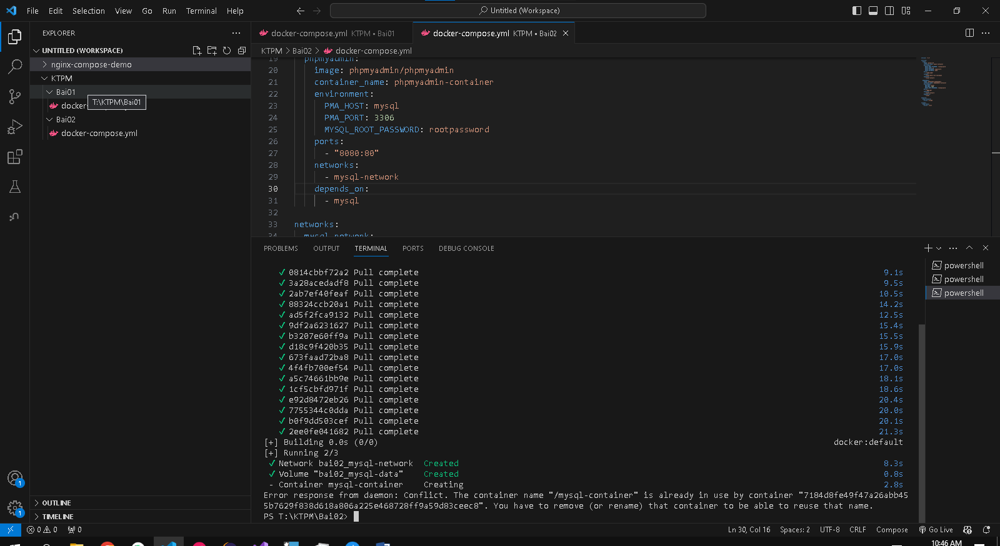 File Edit Selection View Go Run Terminal Help
Untitled (Workspace)
EXPLORER
UNTITLED (WORKSPACE)
nginx-compose-demo
KTPM
Bai01
docker-
T:\KTPM\Bai01
Bai02
docker-compose.yml
OUTLINE
TIMELINE
docker-compose.yml KTPM • Bai01
docker-compose.yml KTPM • Bai02
KTPM > Bai02 > docker-compose.yml
19 phpmyadmin:
20 image: phpmyadmin/phpmyadmin
21 container_name: phpmyadmin-container
22 environment:
23 PMA_HOST: mysql
24 PMA_PORT: 3306
25 MYSQL_ROOT_PASSWORD: rootpassword
26 ports:
27 - "8080:80"
28 networks:
29 - mysql-network
30 depends_on:
31 - mysql
32
33 networks:
34 mysql-network:
PROBLEMS OUTPUT TERMINAL PORTS DEBUG CONSOLE
powershell
powershell
powershell
✓ 0814cbbf72a2 Pull complete 9.1s
✓ 3a28acedadf8 Pull complete 9.5s
✓ 2ab7ef40feaf Pull complete 10.5s
✓ 88324ccb20a1 Pull complete 14.2s
✓ ad5f2fca9132 Pull complete 12.5s
✓ 9df2a6231627 Pull complete 15.4s
✓ b3207e60ff9a Pull complete 15.5s
✓ d18c9f420b35 Pull complete 15.9s
✓ 673faad72ba8 Pull complete 17.0s
✓ 4f4fb700ef54 Pull complete 17.0s
✓ a5c74661bb9e Pull complete 18.1s
✓ 1cf5cbfd971f Pull complete 18.6s
✓ e92d8472eb26 Pull complete 20.4s
✓ 7755344c0dda Pull complete 20.0s
✓ b0f9dd503cef Pull complete 20.1s
✓ 2ee0fe041682 Pull complete 21.3s
[+] Building 0.0s (0/0) docker:default
[+] Running 2/3
✓ Network bai02_mysql-network Created 8.3s
✓ Volume "bai02_mysql-data" Created 0.8s
- Container mysql-container Creating 2.8s
Error response from daemon: Conflict. The container name "/mysql-container" is already in use by container "7184d8fe49f47a26abb45
5b7629f838d618a806a225e468728ff9a59d83ceec8". You have to remove (or rename) that container to be able to reuse that name.
PS T:\KTPM\Bai02>
1
1
0 0 0
Ln 30, Col 16 Spaces: 2 UTF-8 CRLF Compose Go Live
10:46 AM